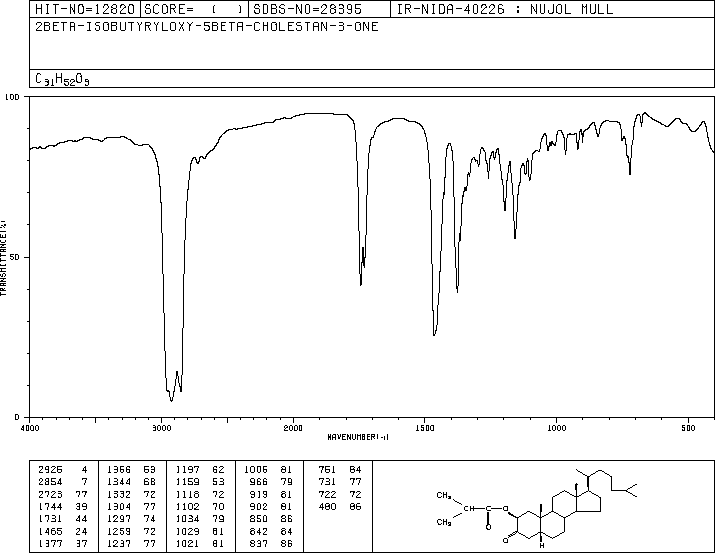 HIT-NO=12820 SCORE= ( ) SDBS-NO=28395 IR-NIDA-40226 : NUJOL MULL
2BETA-ISOBUTYRYLOXY-5BETA-CHOLESTAN-3-ONE
C31H52O3
100
50
0
TRANSMITTANCE(%)
4000 3000 2000 1500 1000 500
WAVENUMBER(-1)
2925 4 1366 59 1197 62 1006 81 751 84
2854 7 1344 68 1159 53 966 79 731 77
2723 77 1332 72 1118 72 919 81 722 72
1744 39 1304 77 1102 70 902 81 480 86
1731 44 1297 74 1034 79 850 86
1465 24 1259 72 1029 81 842 84
1377 37 1237 77 1021 81 837 86
CH3
CH C O
CH3
O
O
H